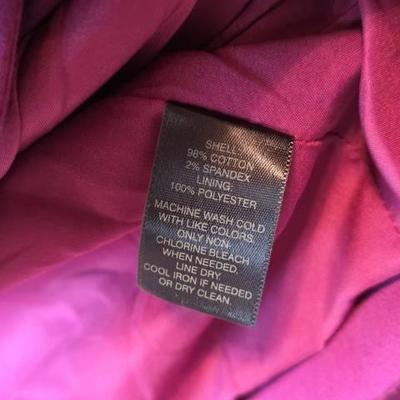 SHELL:
98% COTTON
2% SPANDEX
LINING:
100% POLYESTER
MACHINE WASH COLD
WITH LIKE COLORS.
ONLY NON-
CHLORINE BLEACH
WHEN NEEDED.
LINE DRY.
COOL IRON IF NEEDED
OR DRY CLEAN.